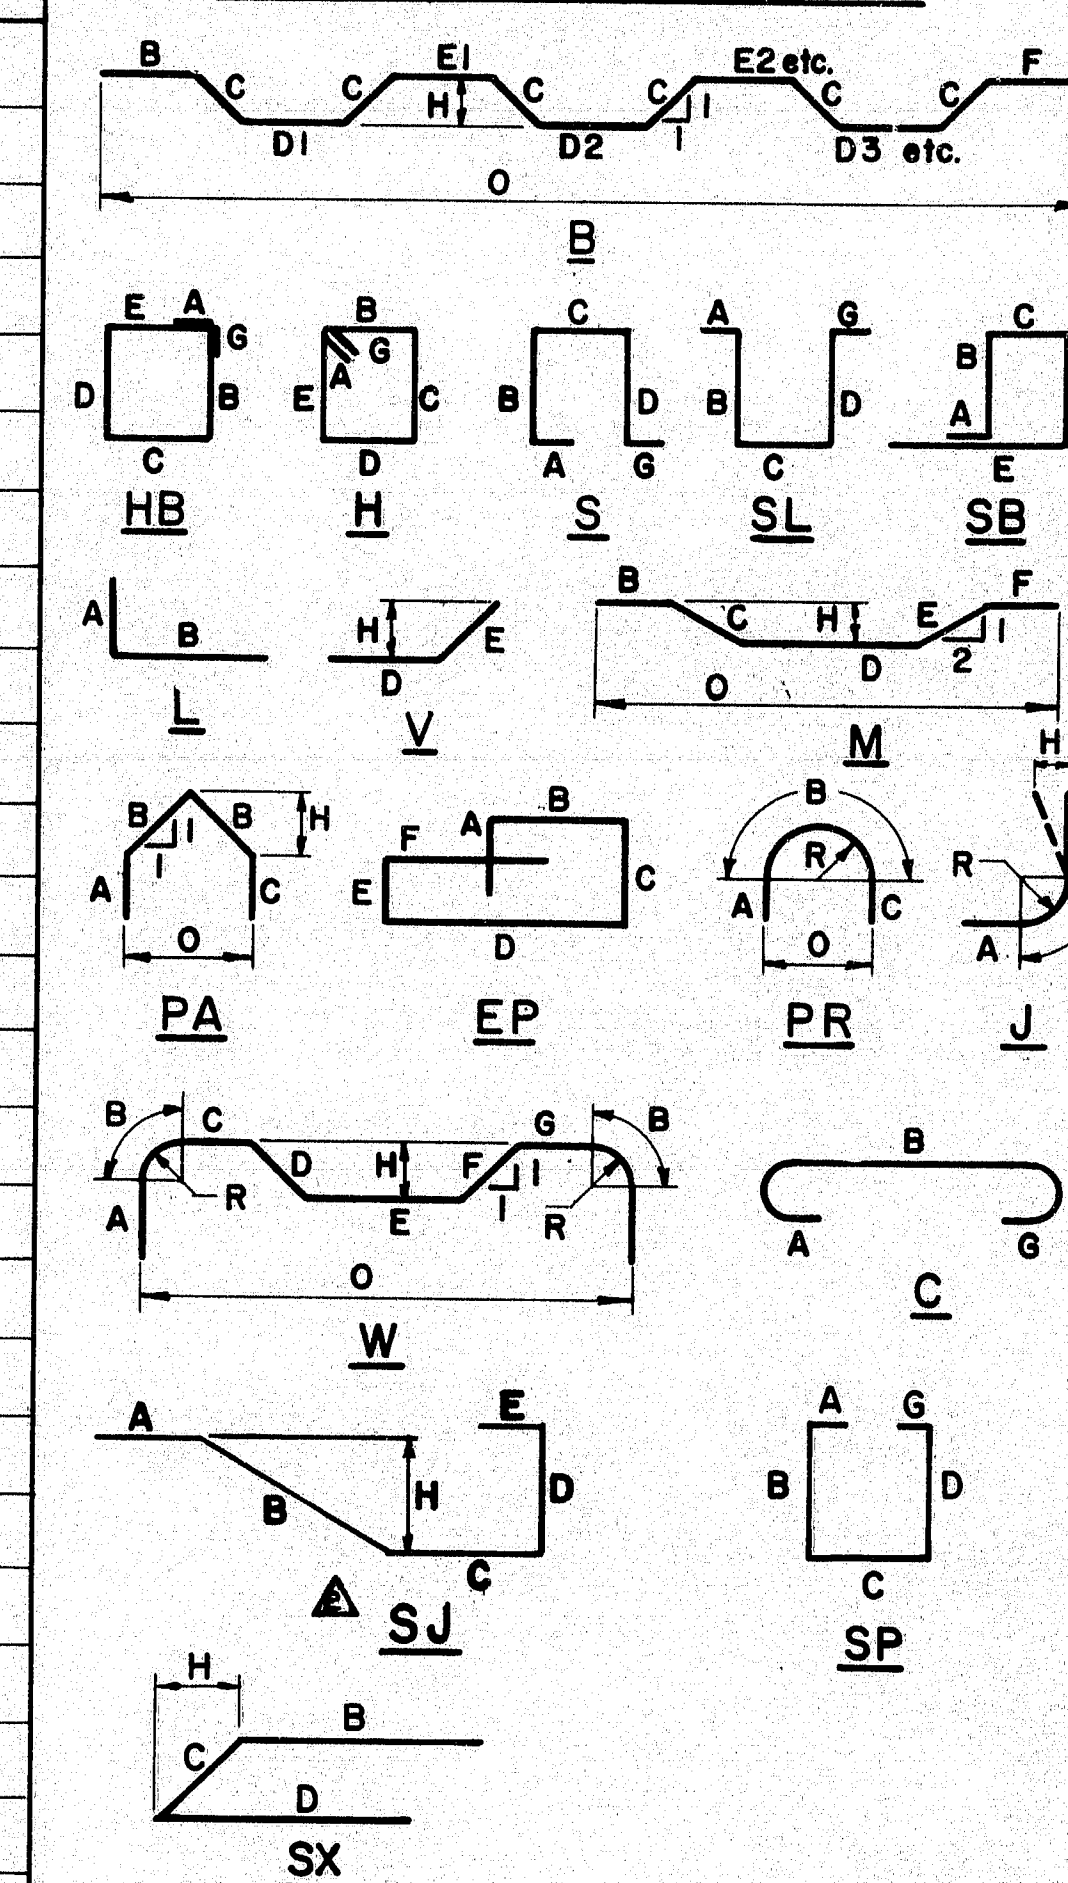 B C C E1 H C C 1 1 E2 etc. C C F
D1 D2 D3 etc.
O
B
E A G D B C
HB
B G A E C D
H
C B D A G
S
A G B D C
SL
C B A E
SB
A B
L
H E D
V
B C H E F 1 2 D O
M
B B 1 1 H A C O
PA
B A F E C D
EP
B R A C O
PR
H R A
J
B C D H F G 1 1 B R R A E O
W
B A G
C
A B H E D C
2
SJ
A G B D C
SP
H B C D
SX